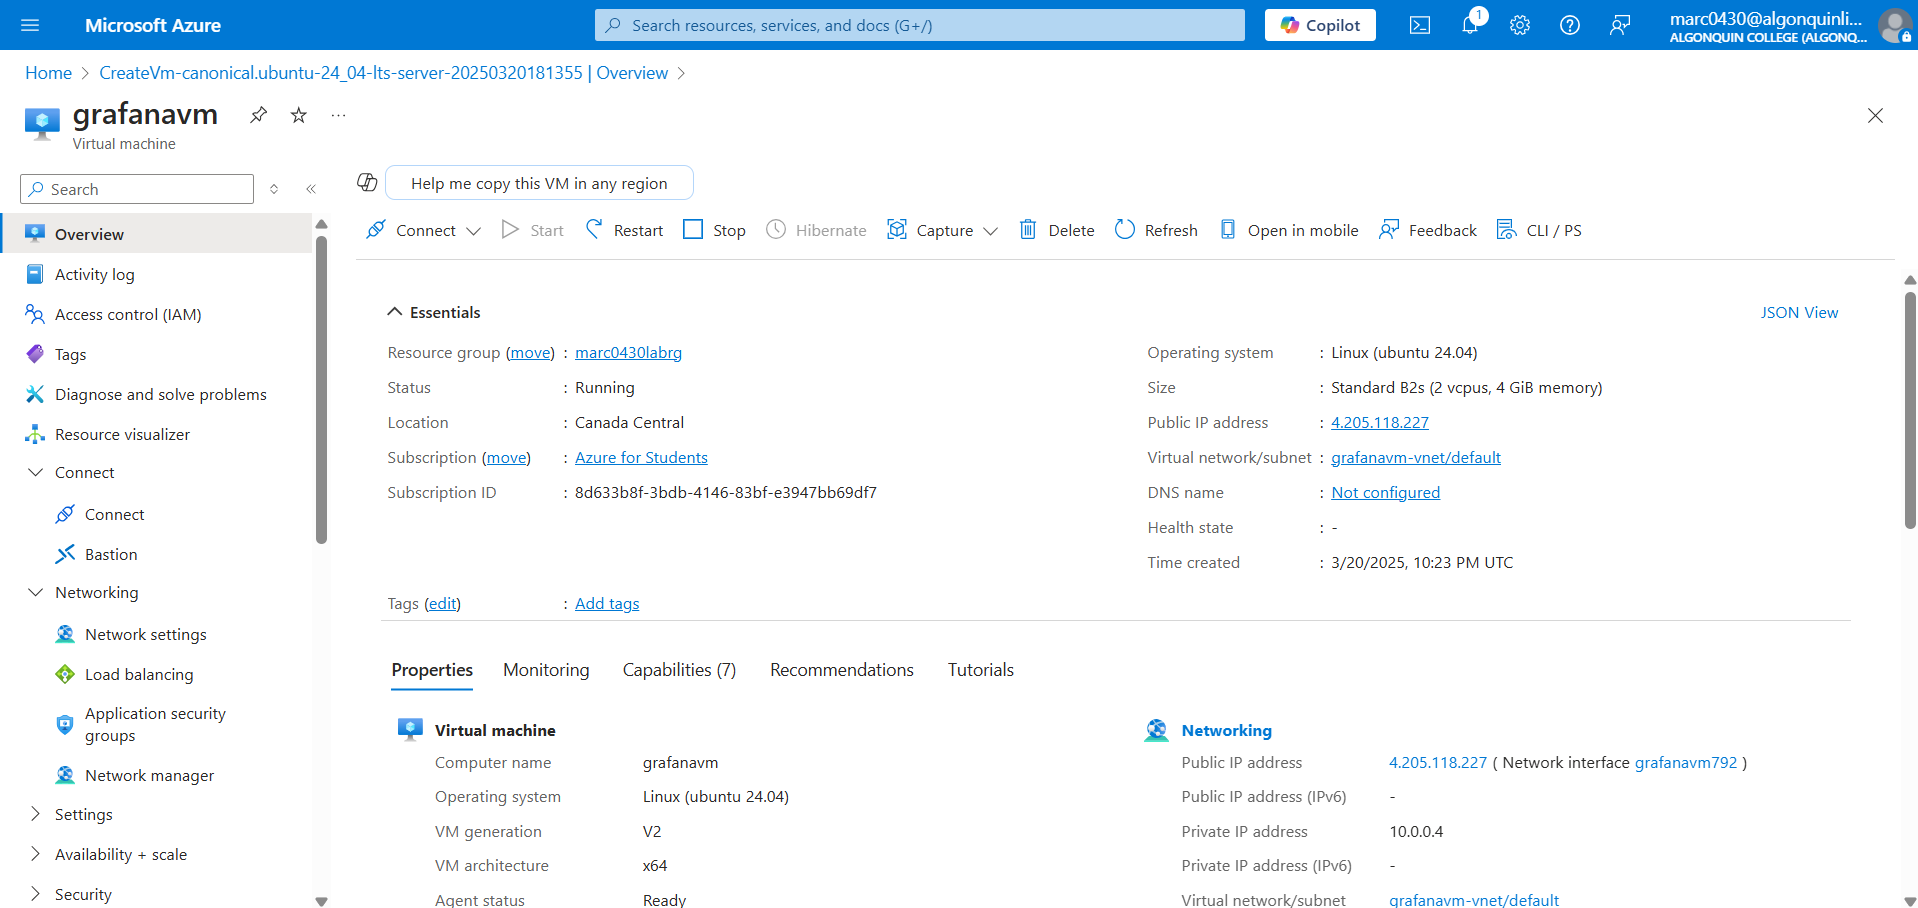 Microsoft Azure
Search resources, services, and docs (G+/)
Copilot
1
marc0430@algonquinli...
ALGONQUIN COLLEGE (ALGONQ...
Home > CreateVm-canonical.ubuntu-24_04-lts-server-20250320181355 | Overview >
grafanavm
Virtual machine
Search
Help me copy this VM in any region
Connect
Start
Restart
Stop
Hibernate
Capture
Delete
Refresh
Open in mobile
Feedback
CLI / PS
Overview
Activity log
Access control (IAM)
Tags
Diagnose and solve problems
Resource visualizer
Connect
Connect
Bastion
Networking
Network settings
Load balancing
Application security
groups
Network manager
Settings
Availability + scale
Security
Essentials
JSON View
Resource group (move) : marc0430labrg
Status : Running
Location : Canada Central
Subscription (move) : Azure for Students
Subscription ID : 8d633b8f-3bdb-4146-83bf-e3947bb69df7
Operating system : Linux (ubuntu 24.04)
Size : Standard B2s (2 vcpus, 4 GiB memory)
Public IP address : 4.205.118.227
Virtual network/subnet : grafanavm-vnet/default
DNS name : Not configured
Health state : -
Time created : 3/20/2025, 10:23 PM UTC
Tags (edit) : Add tags
Properties
Monitoring
Capabilities (7)
Recommendations
Tutorials
Virtual machine
Computer name grafanavm
Operating system Linux (ubuntu 24.04)
VM generation V2
VM architecture x64
Agent status Ready
Networking
Public IP address 4.205.118.227 ( Network interface grafanavm792 )
Public IP address (IPv6) -
Private IP address 10.0.0.4
Private IP address (IPv6) -
Virtual network/subnet grafanavm-vnet/default